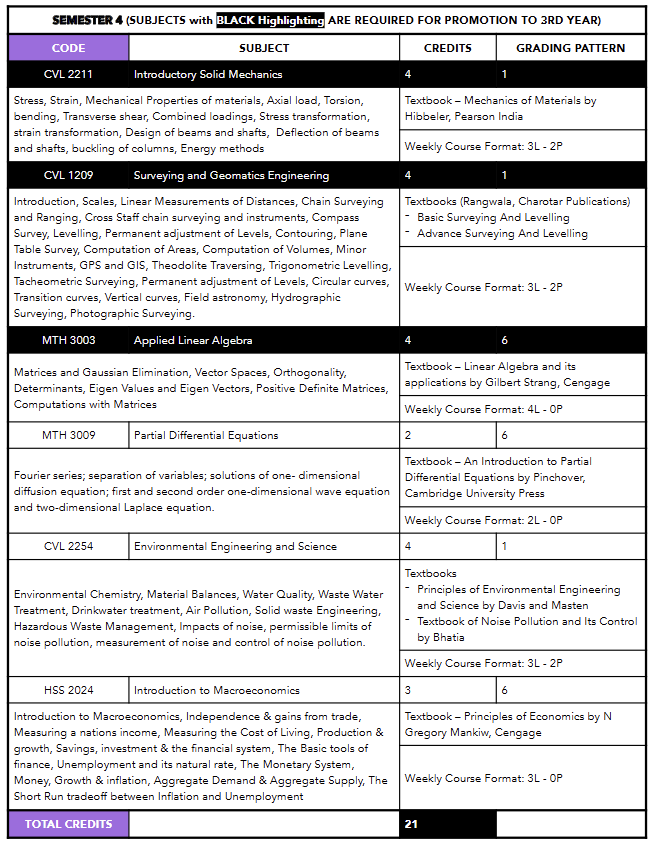 SEMESTER 4 (SUBJECTS with BLACK Highlighting ARE REQUIRED FOR PROMOTION TO 3RD YEAR)
CODE SUBJECT CREDITS GRADING PATTERN
CVL 2211 Introductory Solid Mechanics 4 1
Stress, Strain, Mechanical Properties of materials, Axial load, Torsion,
bending, Transverse shear, Combined loadings, Stress transformation,
strain transformation, Design of beams and shafts, Deflection of beams
and shafts, buckling of columns, Energy methods
Textbook – Mechanics of Materials by
Hibbeler, Pearson India
Weekly Course Format: 3L - 2P
CVL 1209 Surveying and Geomatics Engineering 4 1
Introduction, Scales, Linear Measurements of Distances, Chain Surveying
and Ranging, Cross Staff chain surveying and instruments, Compass
Survey, Levelling, Permanent adjustment of Levels, Contouring, Plane
Table Survey, Computation of Areas, Computation of Volumes, Minor
Instruments, GPS and GIS, Theodolite Traversing, Trigonometric Levelling,
Tacheometric Surveying, Permanent adjustment of Levels, Circular curves,
Transition curves, Vertical curves, Field astronomy, Hydrographic
Surveying, Photographic Surveying.
Textbooks (Rangwala, Charotar Publications)
- Basic Surveying And Levelling
- Advance Surveying And Levelling
Weekly Course Format: 3L - 2P
MTH 3003 Applied Linear Algebra 4 6
Matrices and Gaussian Elimination, Vector Spaces, Orthogonality,
Determinants, Eigen Values and Eigen Vectors, Positive Definite Matrices,
Computations with Matrices
Textbook – Linear Algebra and its
applications by Gilbert Strang, Cengage
Weekly Course Format: 4L - 0P
MTH 3009 Partial Differential Equations 2 6
Fourier series; separation of variables; solutions of one- dimensional
diffusion equation; first and second order one-dimensional wave equation
and two-dimensional Laplace equation.
Textbook – An Introduction to Partial
Differential Equations by Pinchover,
Cambridge University Press
Weekly Course Format: 2L - 0P
CVL 2254 Environmental Engineering and Science 4 1
Environmental Chemistry, Material Balances, Water Quality, Waste Water
Treatment, Drinkwater treatment, Air Pollution, Solid waste Engineering,
Hazardous Waste Management, Impacts of noise, permissible limits of
noise pollution, measurement of noise and control of noise pollution.
Textbooks
- Principles of Environmental Engineering
and Science by Davis and Masten
- Textbook of Noise Pollution and Its Control
by Bhatia
Weekly Course Format: 3L - 2P
HSS 2024 Introduction to Macroeconomics 3 6
Introduction to Macroeconomics, Independence & gains from trade,
Measuring a nations income, Measuring the Cost of Living, Production &
growth, Savings, investment & the financial system, The Basic tools of
finance, Unemployment and its natural rate, The Monetary System,
Money, Growth & inflation, Aggregate Demand & Aggregate Supply, The
Short Run tradeoff between Inflation and Unemployment
Textbook – Principles of Economics by N
Gregory Mankiw, Cengage
Weekly Course Format: 3L - 0P
TOTAL CREDITS 21